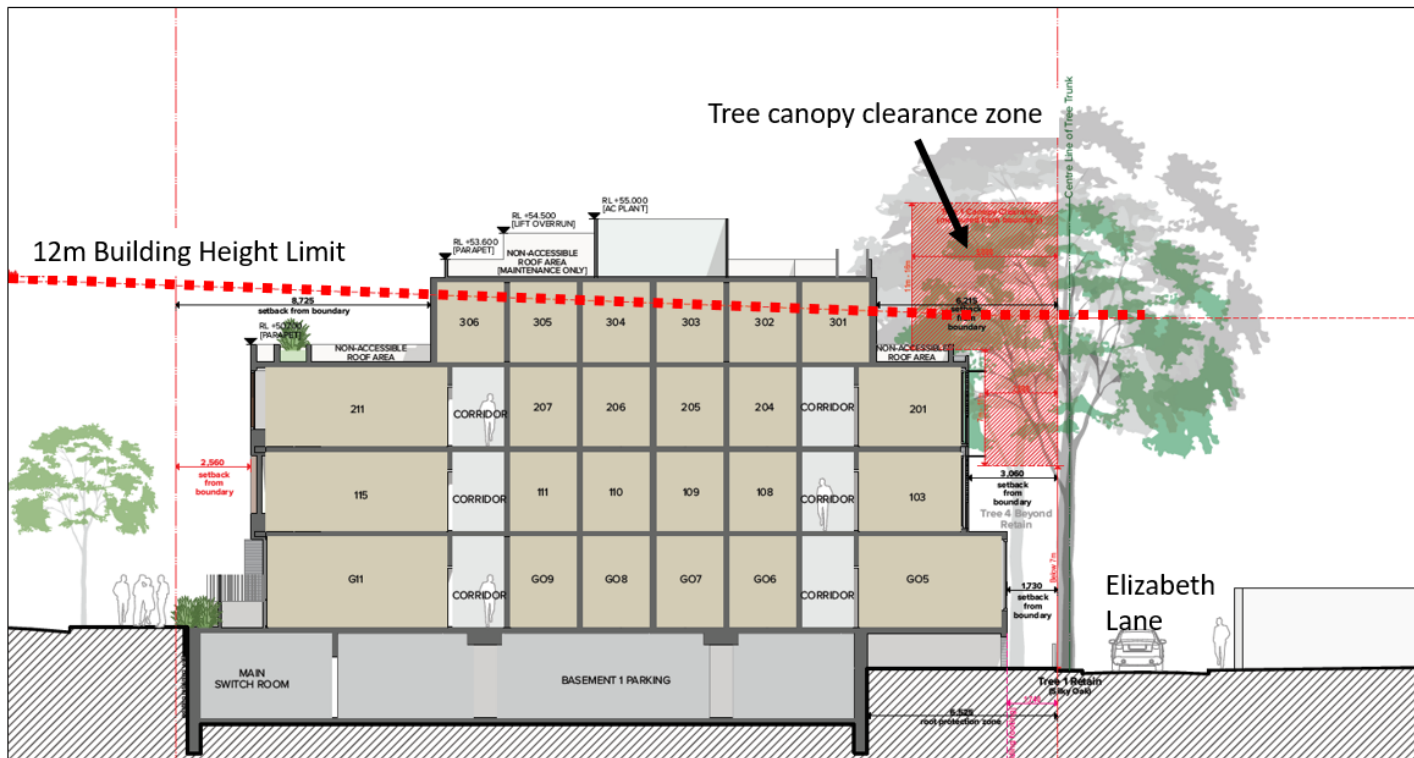 Tree canopy clearance zone
12m Building Height Limit
Centre Line of Tree Trunk
RL +55.000
[AC PLANT]
RL +54.500
[LIFT OVERRUN]
RL +53.600
[PARAPET]
NON-ACCESSIBLE
ROOF AREA
[MAINTENANCE ONLY]
8,725
setback from boundary
[PARAPET]
NON-ACCESSIBLE
ROOF AREA
306
305
304
303
302
301
6,215
setback
from
boundary
NON-ACCESSIBLE
ROOF AREA
211
CORRIDOR
207
206
205
204
CORRIDOR
201
2,560
setback
from
boundary
115
CORRIDOR
111
110
109
108
CORRIDOR
103
3,060
setback
from
boundary
Tree 4 Beyond
Retain
G11
CORRIDOR
GO9
GO8
GO7
GO6
CORRIDOR
GO5
1,730
setback
from
boundary
Below 7m
Elizabeth
Lane
MAIN
SWITCH ROOM
BASEMENT 1 PARKING
Tree 1 Retain
(Silky Oak)
6,525
root protection zone